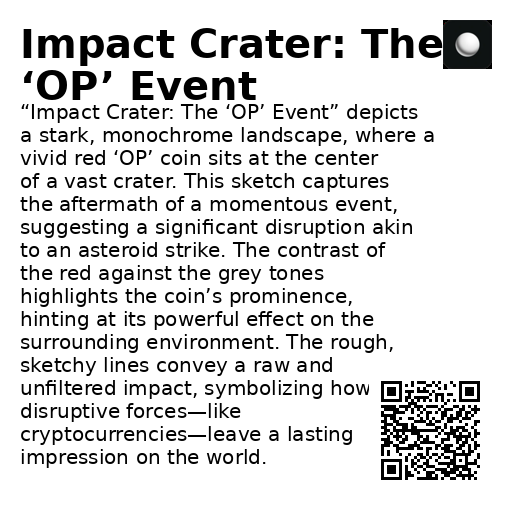 Impact Crater: The
‘OP’ Event
“Impact Crater: The ‘OP’ Event” depicts
a stark, monochrome landscape, where a
vivid red ‘OP’ coin sits at the center
of a vast crater. This sketch captures
the aftermath of a momentous event,
suggesting a significant disruption akin
to an asteroid strike. The contrast of
the red against the grey tones
highlights the coin’s prominence,
hinting at its powerful effect on the
surrounding environment. The rough,
sketchy lines convey a raw and
unfiltered impact, symbolizing how
disruptive forces—like
cryptocurrencies—leave a lasting
impression on the world.